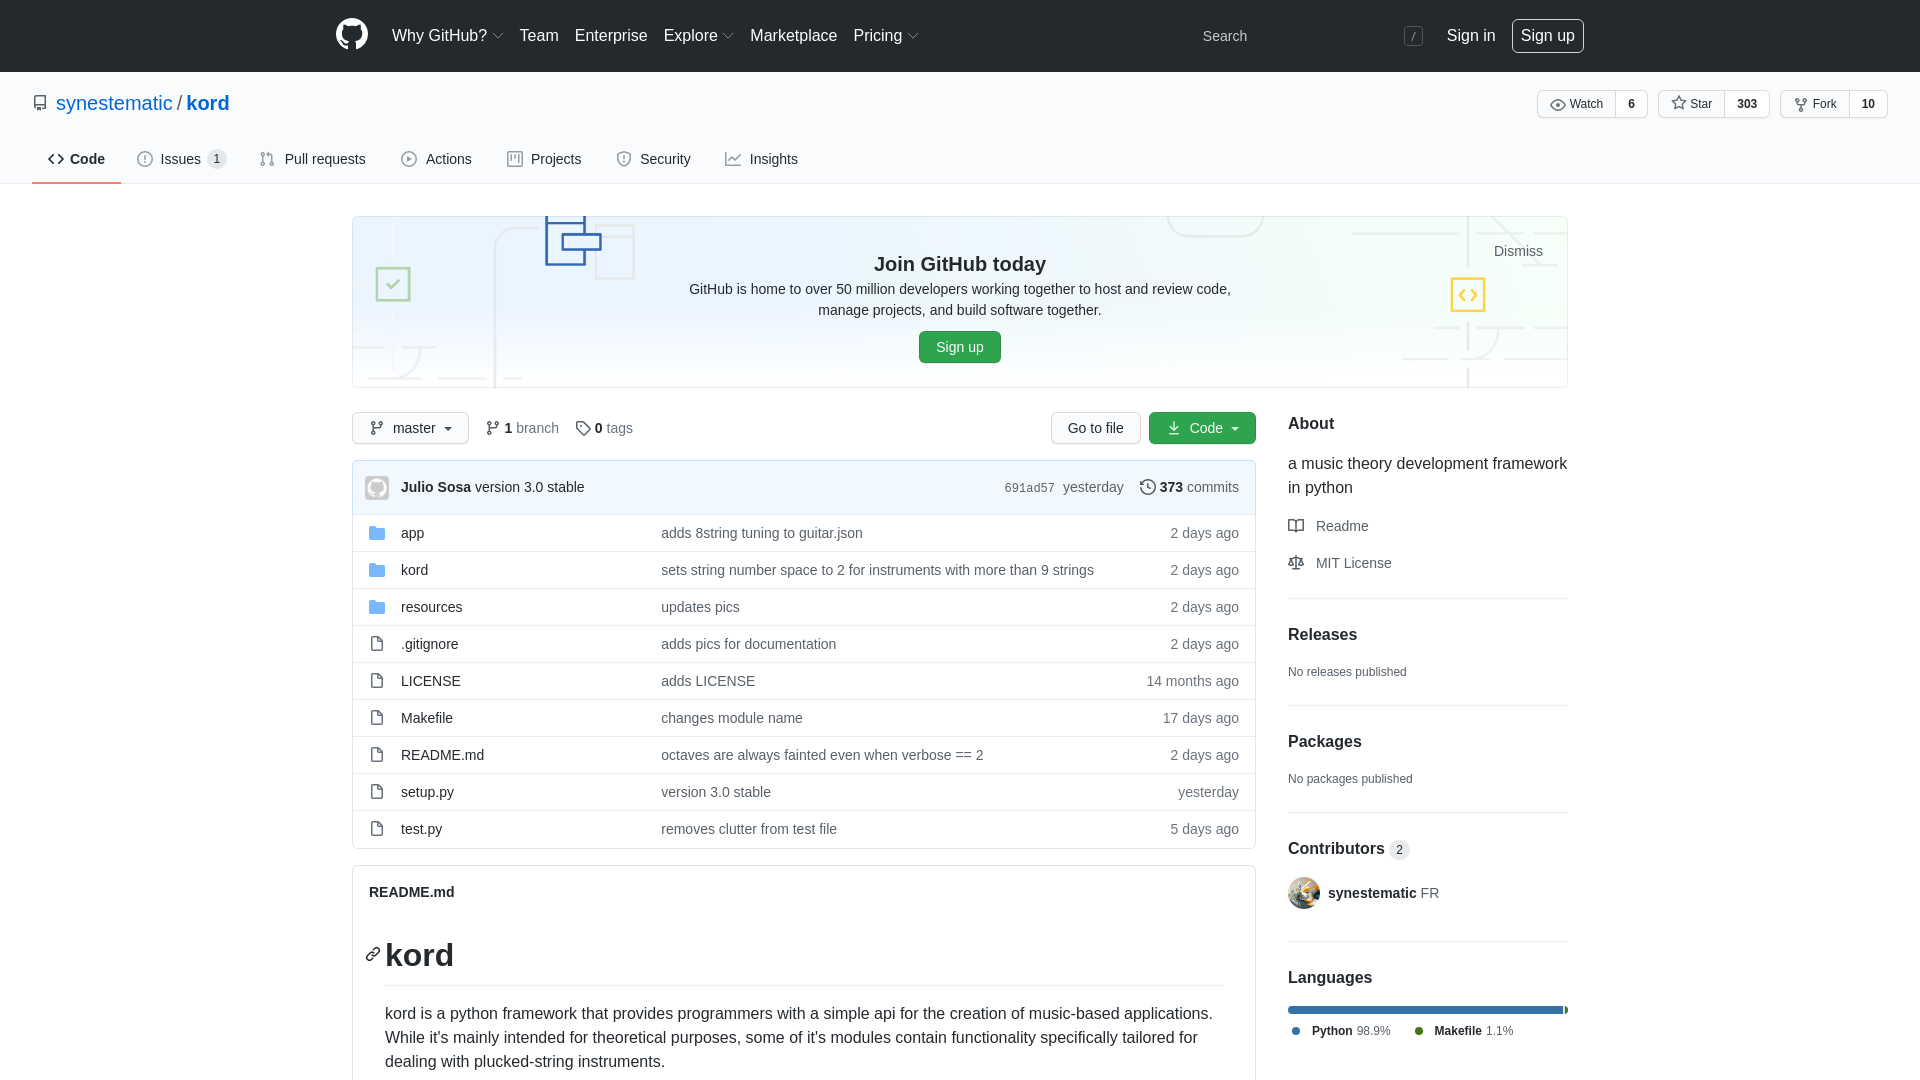 Why GitHub? Team Enterprise Explore Marketplace Pricing Search / Sign in Sign up
synestematic / kord Watch 6 Star 303 Fork 10
Code Issues 1 Pull requests Actions Projects Security Insights
Dismiss
Join GitHub today
GitHub is home to over 50 million developers working together to host and review code,
manage projects, and build software together.
Sign up
master 1 branch 0 tags Go to file Code
Julio Sosa version 3.0 stable 691ad57 yesterday 373 commits
app adds 8string tuning to guitar.json 2 days ago
kord sets string number space to 2 for instruments with more than 9 strings 2 days ago
resources updates pics 2 days ago
.gitignore adds pics for documentation 2 days ago
LICENSE adds LICENSE 14 months ago
Makefile changes module name 17 days ago
README.md octaves are always fainted even when verbose == 2 2 days ago
setup.py version 3.0 stable yesterday
test.py removes clutter from test file 5 days ago
README.md
kord
kord is a python framework that provides programmers with a simple api for the creation of music-based applications.
While it's mainly intended for theoretical purposes, some of it's modules contain functionality specifically tailored for
dealing with plucked-string instruments.
About
a music theory development framework
in python
Readme
MIT License
Releases
No releases published
Packages
No packages published
Contributors 2
synestematic FR
Languages
Python 98.9% Makefile 1.1%